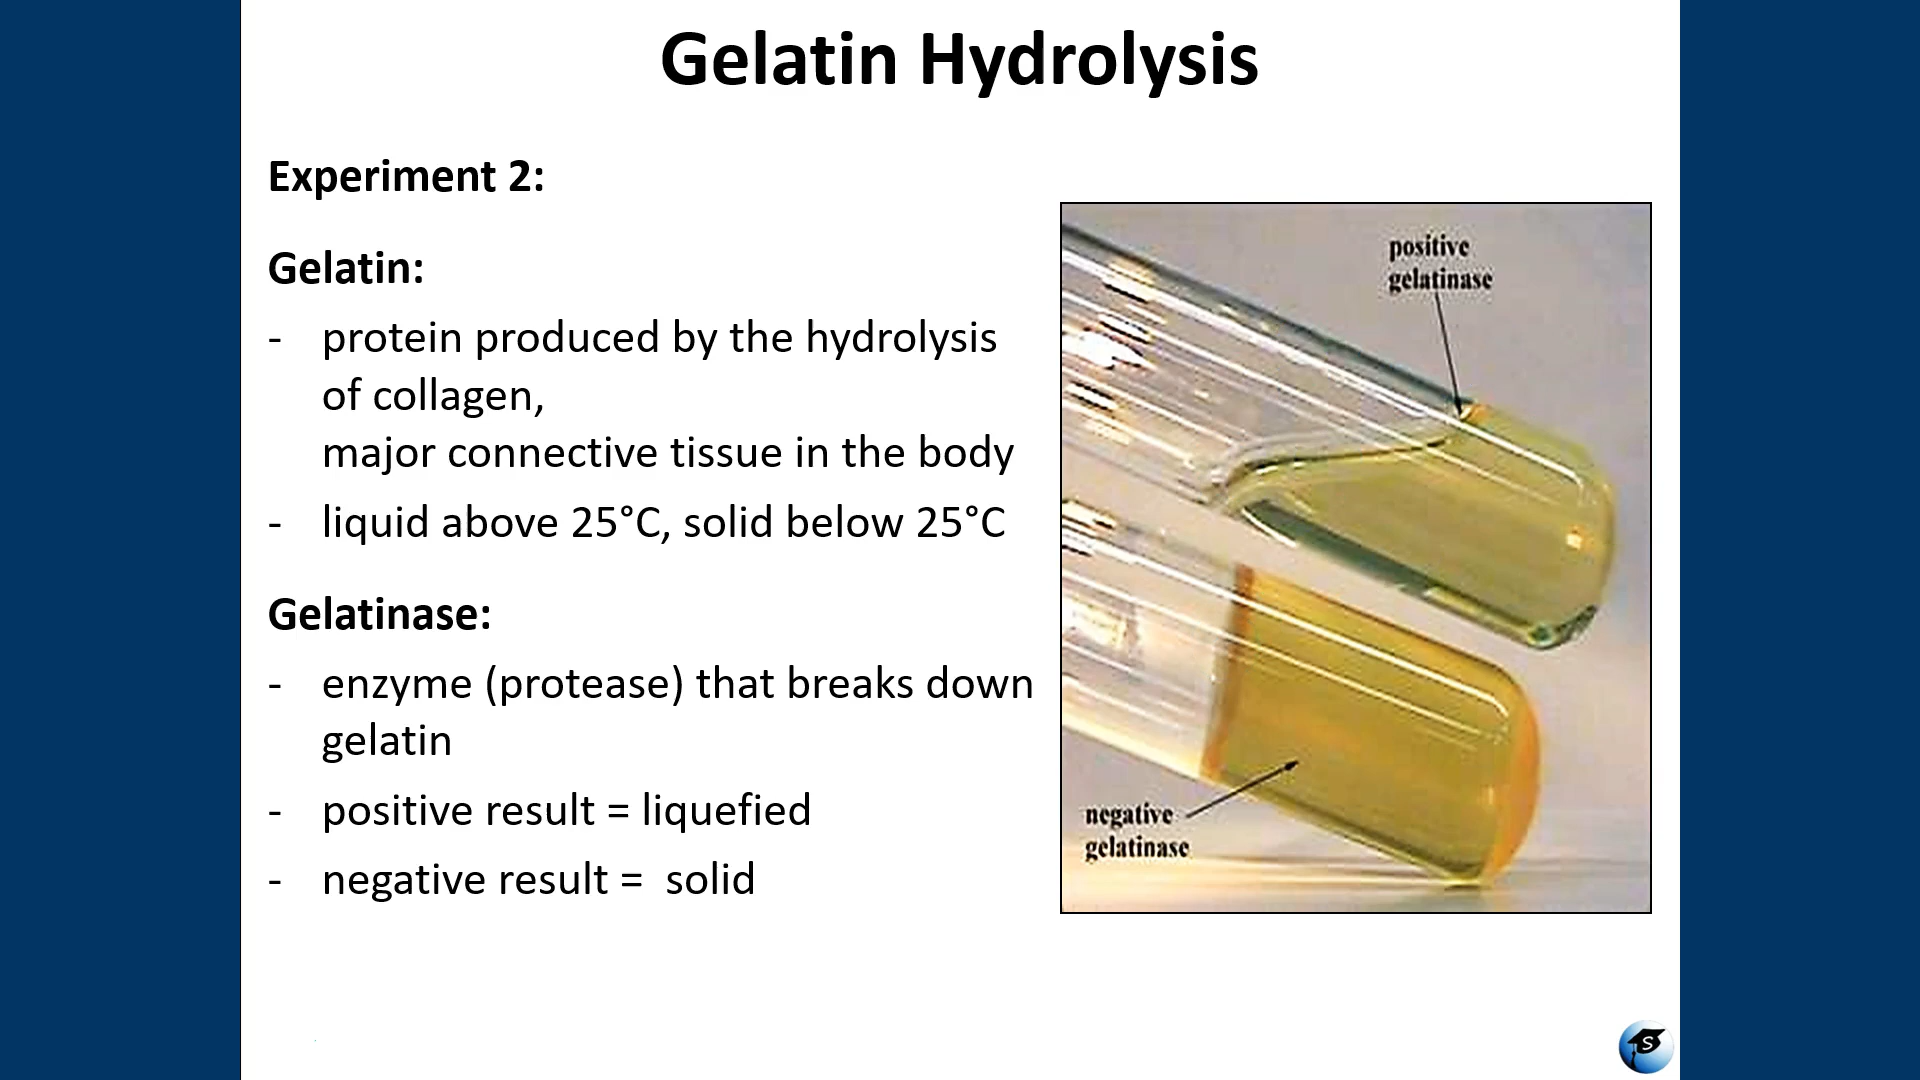 Gelatin Hydrolysis
Experiment 2:
Gelatin:
- protein produced by the hydrolysis
of collagen,
major connective tissue in the body
- liquid above 25°C, solid below 25°C
Gelatinase:
- enzyme (protease) that breaks down
gelatin
- positive result = liquefied
- negative result = solid
positive
gelatinase
negative
gelatinase
S